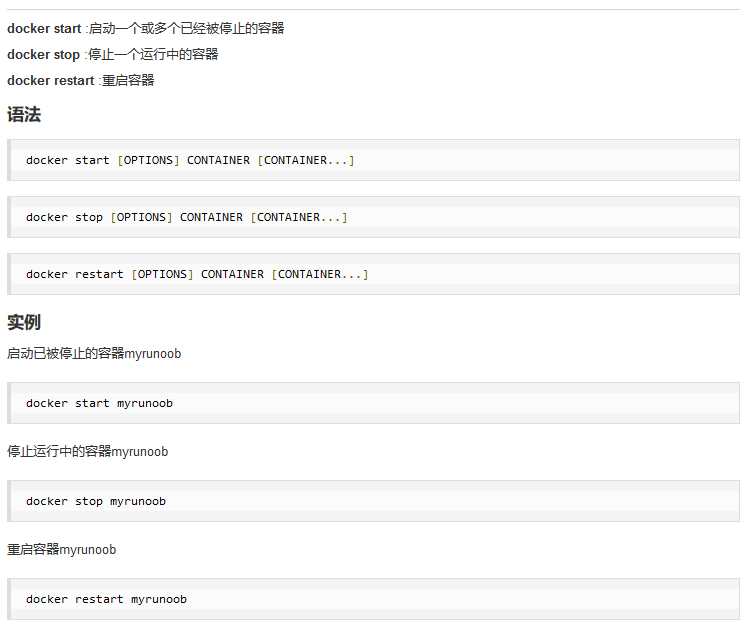 docker start :启动一个或多个已经被停止的容器
docker stop :停止一个运行中的容器
docker restart :重启容器
语法
docker start [OPTIONS] CONTAINER [CONTAINER...]
docker stop [OPTIONS] CONTAINER [CONTAINER...]
docker restart [OPTIONS] CONTAINER [CONTAINER...]
实例
启动已被停止的容器myrunoob
docker start myrunoob
停止运行中的容器myrunoob
docker stop myrunoob
重启容器myrunoob
docker restart myrunoob